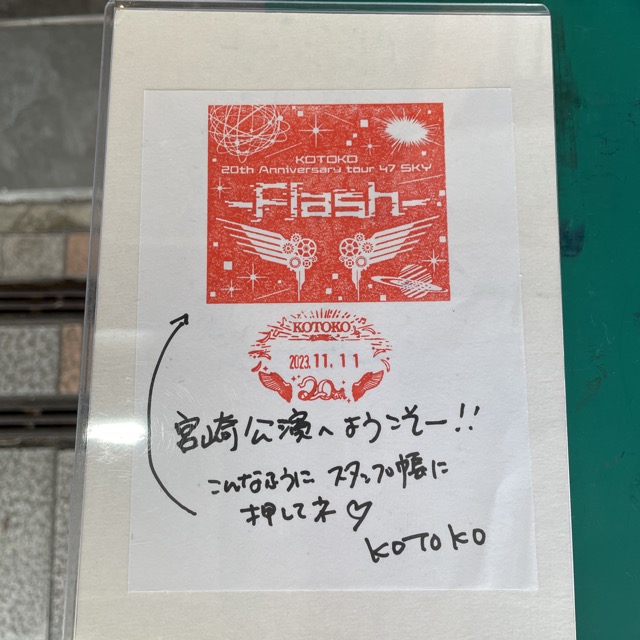 KOTOKO
20th Anniversary tour 47 SKY
-Flash-
KOTOKO
2023.11.11
20th
宮崎公演へようこそー!!
こんなふうに スタンプ帳に
押してネ♡
KOTOKO